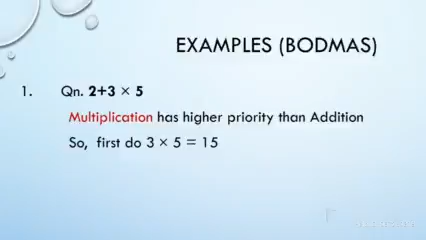 EXAMPLES (BODMAS)
1. Qn. 2+3 × 5
Multiplication has higher priority than Addition
So, first do 3 × 5 = 15